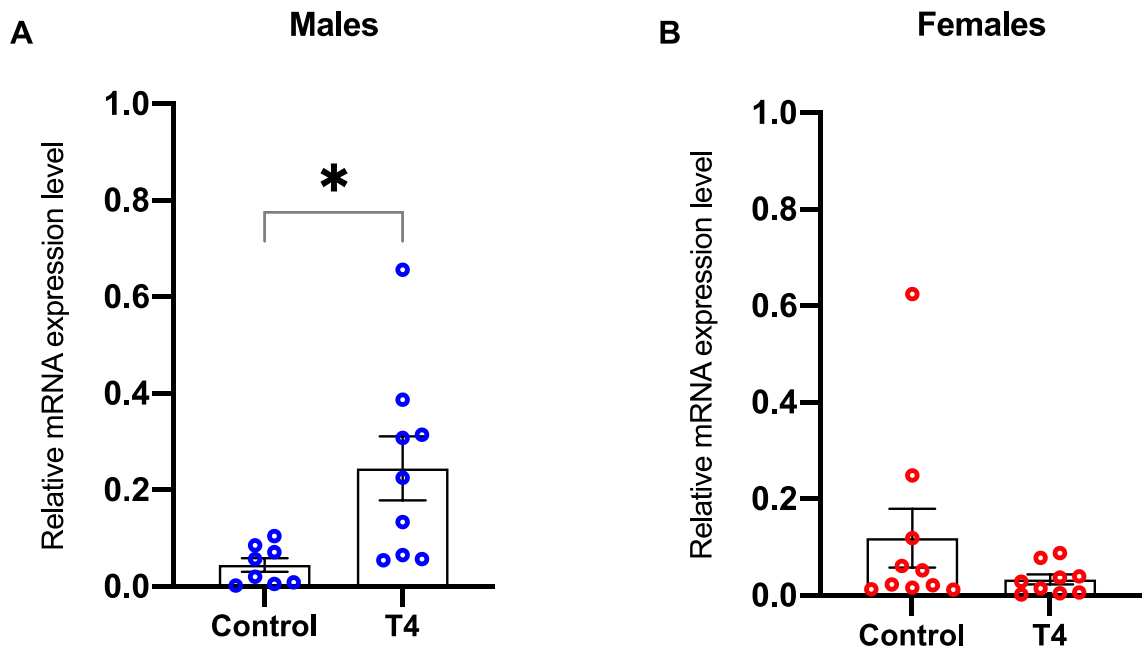 A
Males
Relative mRNA expression level
1.0
0.8
0.6
0.4
0.2
0.0
*
Control
T4
B
Females
Relative mRNA expression level
1.0
0.8
0.6
0.4
0.2
0.0
Control
T4